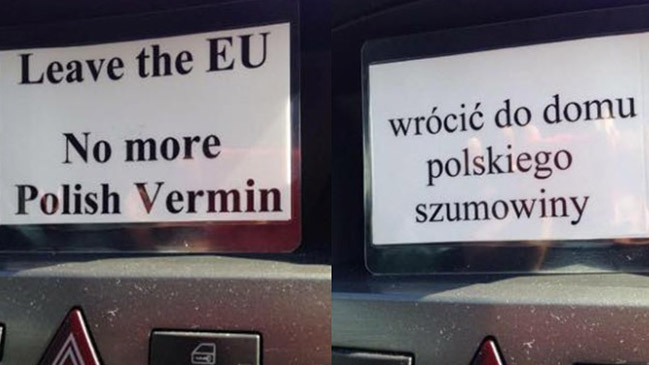 Leave the EU
No more
Polish Vermin
wrócić do domu
polskiego
szumowiny